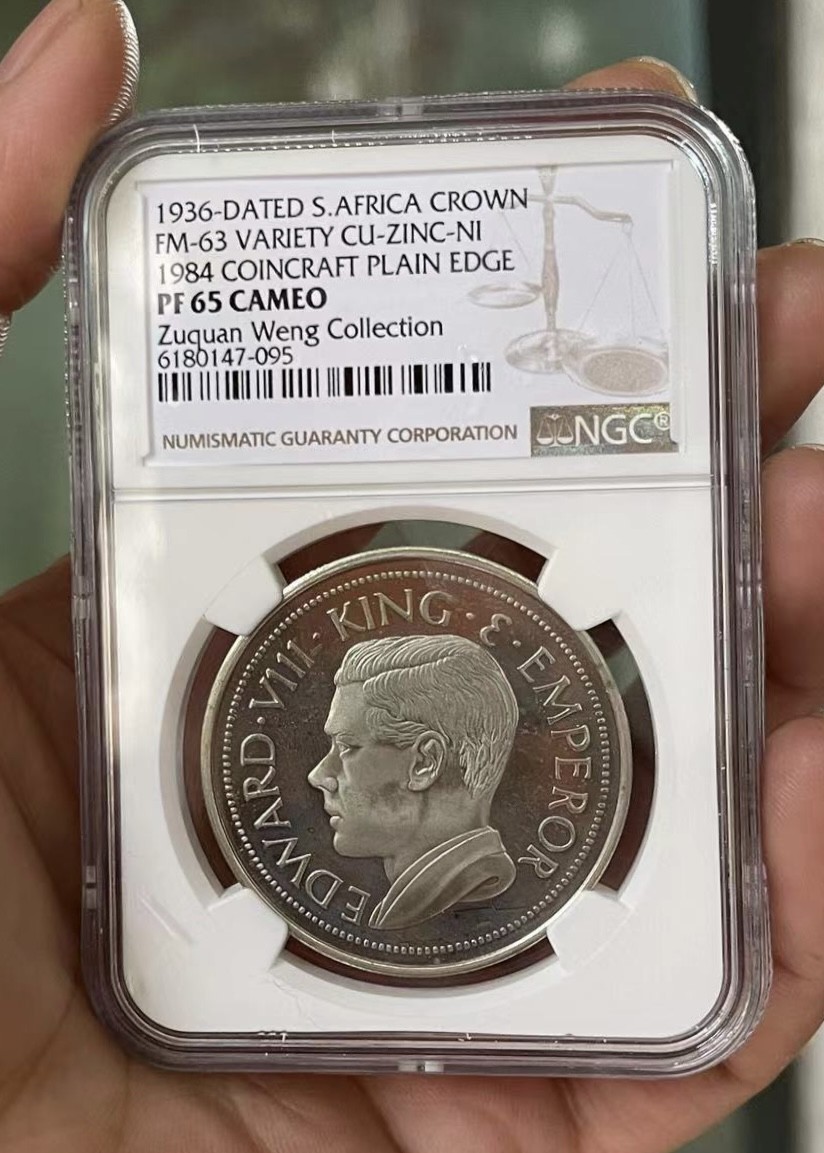 1936-DATED S.AFRICA CROWN
FM-63 VARIETY CU-ZINC-NI
1984 COINCRAFT PLAIN EDGE
PF 65 CAMEO
Zuquan Weng Collection
6180147-095
NUMISMATIC GUARANTY CORPORATION
NGC®
EDWARD·VIII·KING·&·EMPEROR